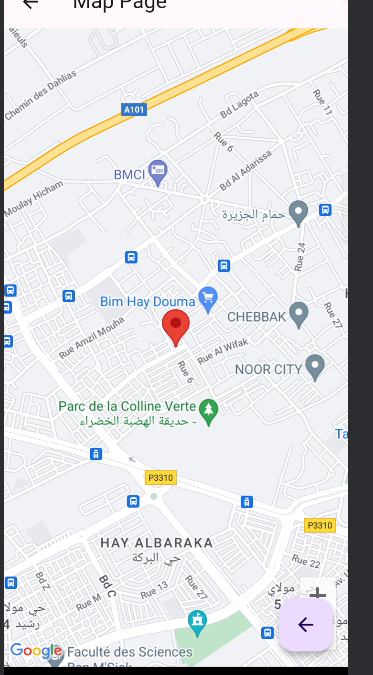 Map Page
Chemin des Dahlias
A101
Bd Lagota
Rue 11
Rue 6
BMCI
Bd Al Adarissa
Moulay Hicham
حمام الجزيرة
Rue 24
Bim Hay Douma
CHEBBAK
Rue 27
Rue Amzil Mouha
Rue Al Wifak
Rue 6
NOOR CITY
Parc de la Colline Verte
- حديقة الهضبة الخضراء
Ta
P3310
P3310
HAY ALBARAKA
حي البركة
Rue 22
Bd Z
Bd C
Rue M
Rue 13
Rue 27
حي مولاي
رشيد 4
حي مولاي
5
Google
Faculté des Sciences
Ben M'Sick